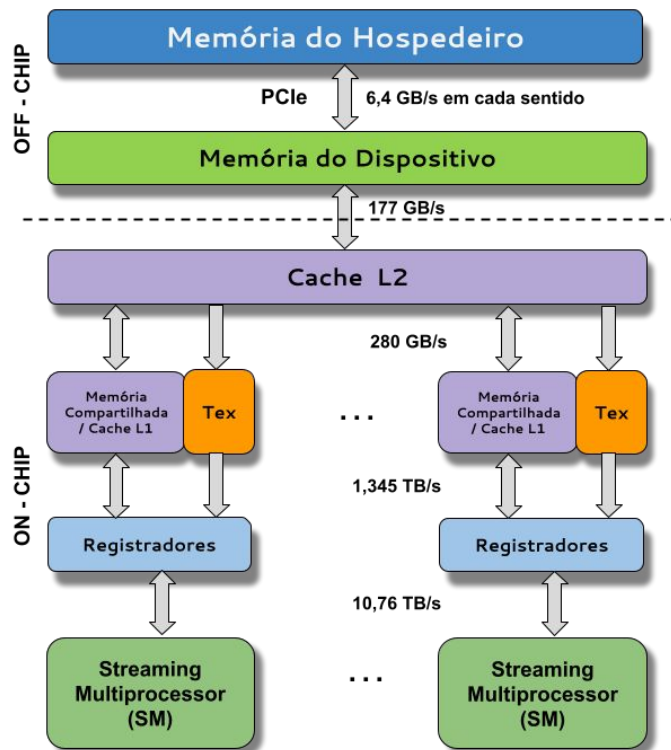 OFF - CHIP
Memória do Hospedeiro
PCIe
6,4 GB/s em cada sentido
Memória do Dispositivo
177 GB/s
Cache L2
280 GB/s
ON - CHIP
Memória
Compartilhada
/ Cache L1
Tex
. . .
Memória
Compartilhada
/ Cache L1
Tex
1,345 TB/s
Registradores
Registradores
10,76 TB/s
Streaming
Multiprocessor
(SM)
. . .
Streaming
Multiprocessor
(SM)